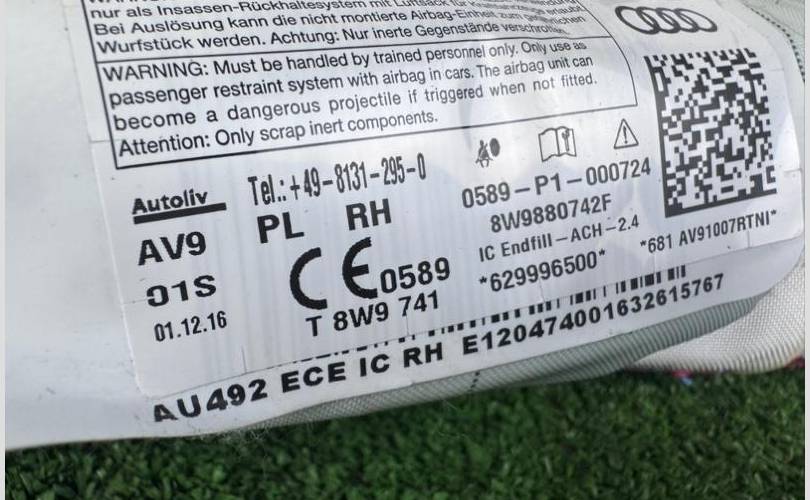 nur als Insassen-Rückhaltesystem mit Luftsack für
Bei Auslösung kann die nicht montierte Airbag-Einheit zum gefährlichen
Wurfstück werden. Achtung: Nur inerte Gegenstände verschrotten.
WARNING: Must be handled by trained personnel only. Only use as
passenger restraint system with airbag in cars. The airbag unit can
become a dangerous projectile if triggered when not fitted.
Attention: Only scrap inert components.
Autoliv
Tel.:+49-8131-295-0
0589-P1-000724
AV9
PL RH
8W9880742F
01S
CE0589
IC Endfill-ACH-2.4
*681 AV91007RTNI*
01.12.16
T 8W9 741
*629996500*
AU492 ECE IC RH E120474001632615767